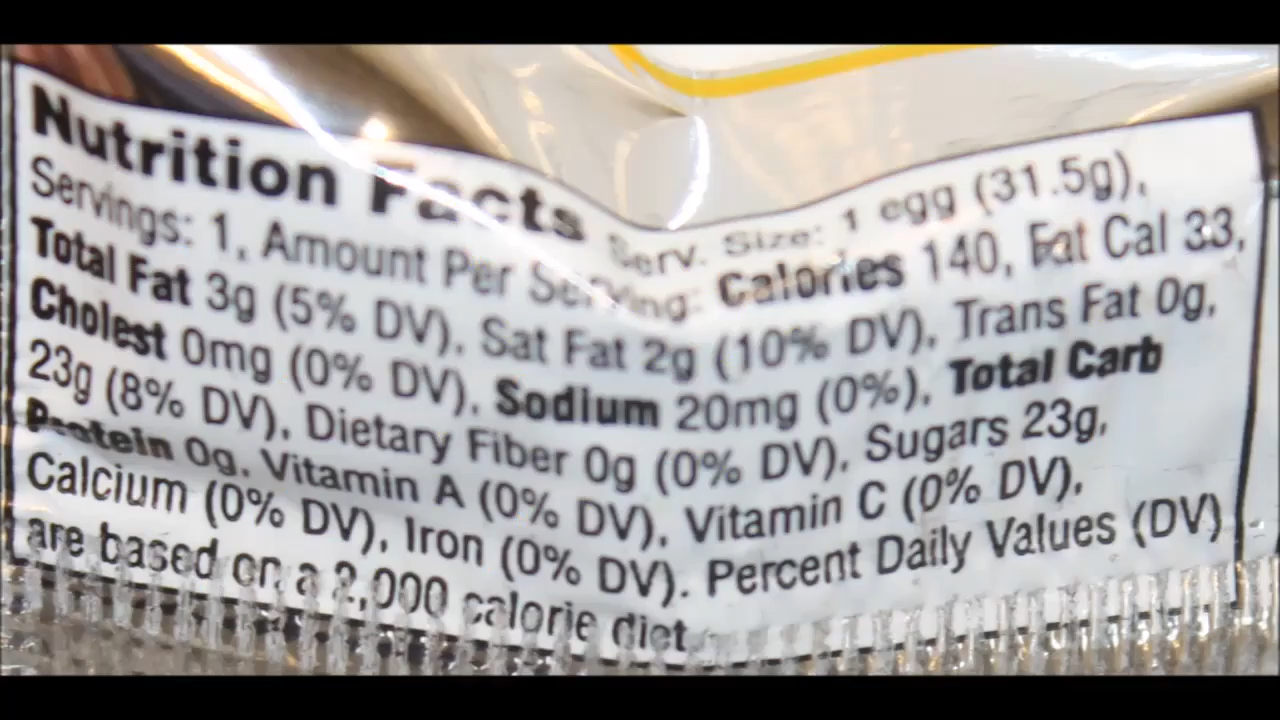 Nutrition Facts Serv. Size: 1 egg (31.5g),
Servings: 1, Amount Per Serving: Calories 140, Fat Cal 33,
Total Fat 3g (5% DV), Sat Fat 2g (10% DV), Trans Fat 0g,
Cholest 0mg (0% DV), Sodium 20mg (0%), Total Carb
23g (8% DV), Dietary Fiber 0g (0% DV), Sugars 23g,
Protein 0g, Vitamin A (0% DV), Vitamin C (0% DV),
Calcium (0% DV), Iron (0% DV). Percent Daily Values (DV)
are based on a 2,000 calorie diet.